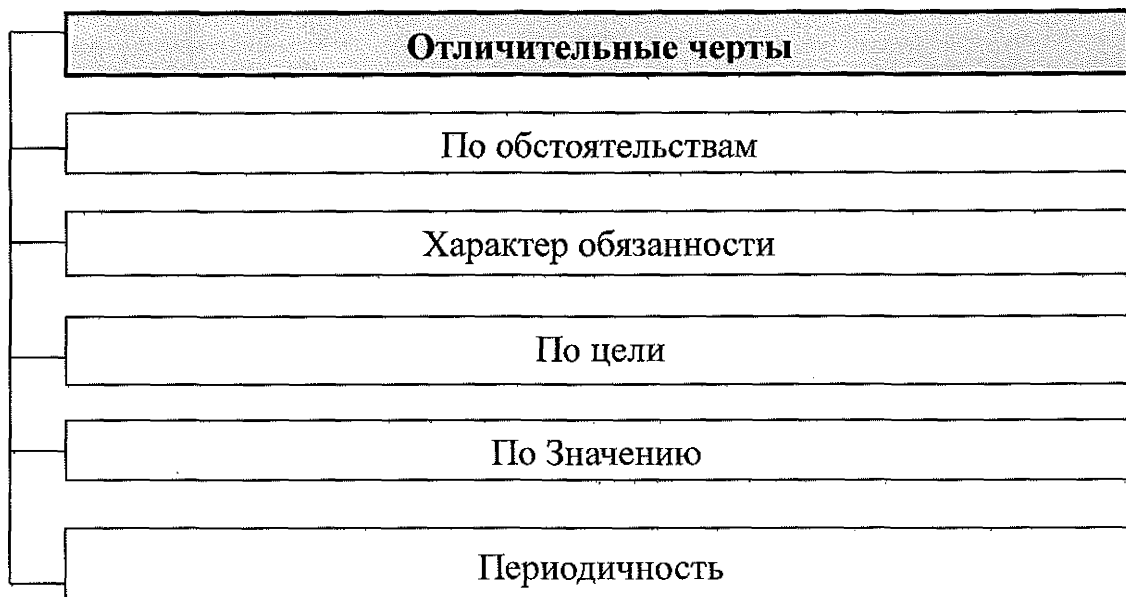 Отличительные черты
По обстоятельствам
Характер обязанности
По цели
По Значению
Периодичность